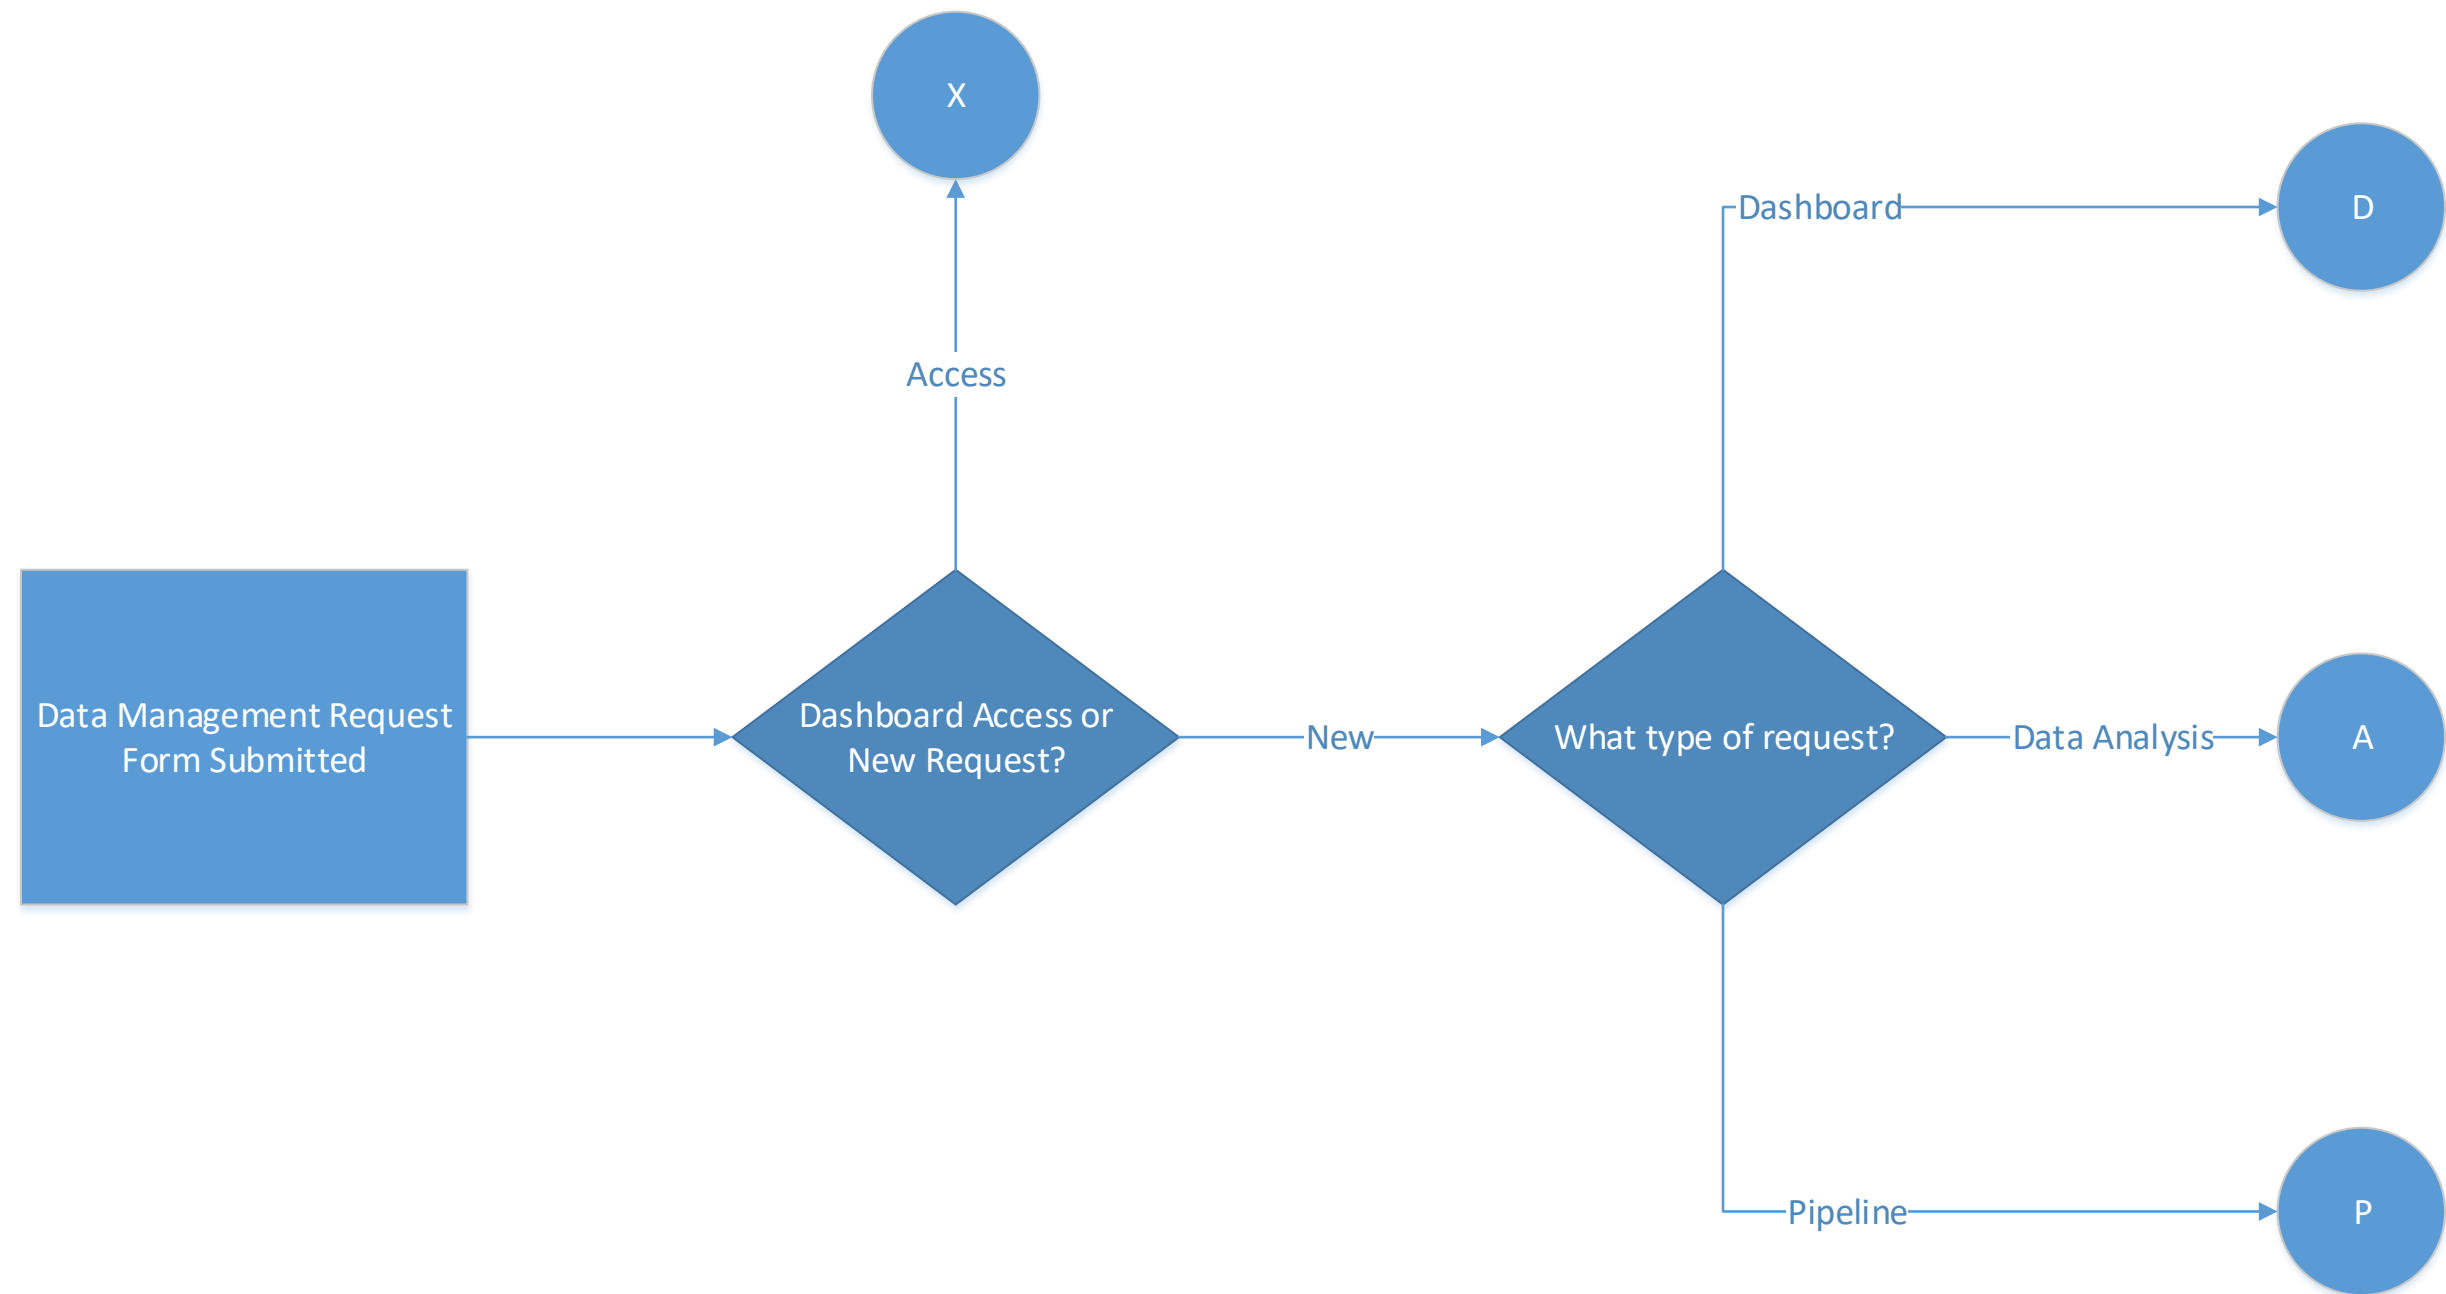 X
Dashboard
D
Access
Data Management Request
Form Submitted
Dashboard Access or
New Request?
New
What type of request?
Data Analysis
A
Pipeline
P